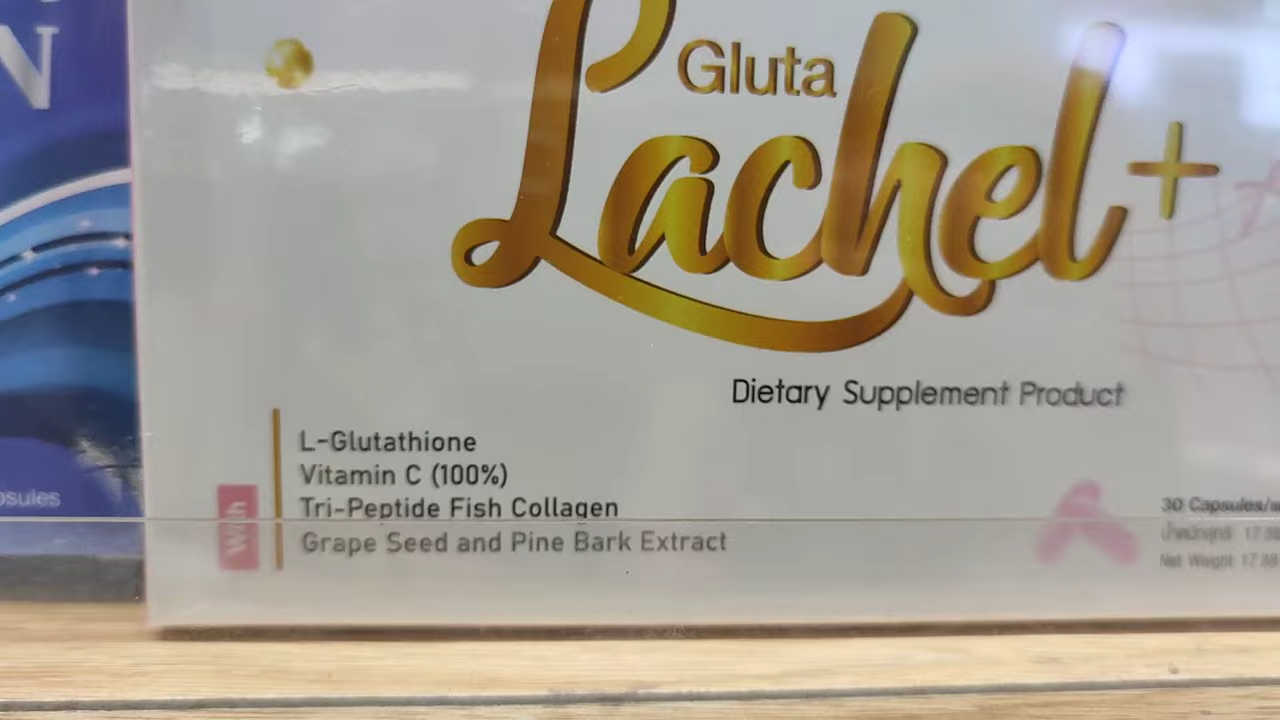 N
psules
Gluta
Lachel+
Dietary Supplement Product
With
L-Glutathione
Vitamin C (100%)
Tri-Peptide Fish Collagen
Grape Seed and Pine Bark Extract
30 Capsules/
Net Weight 17.